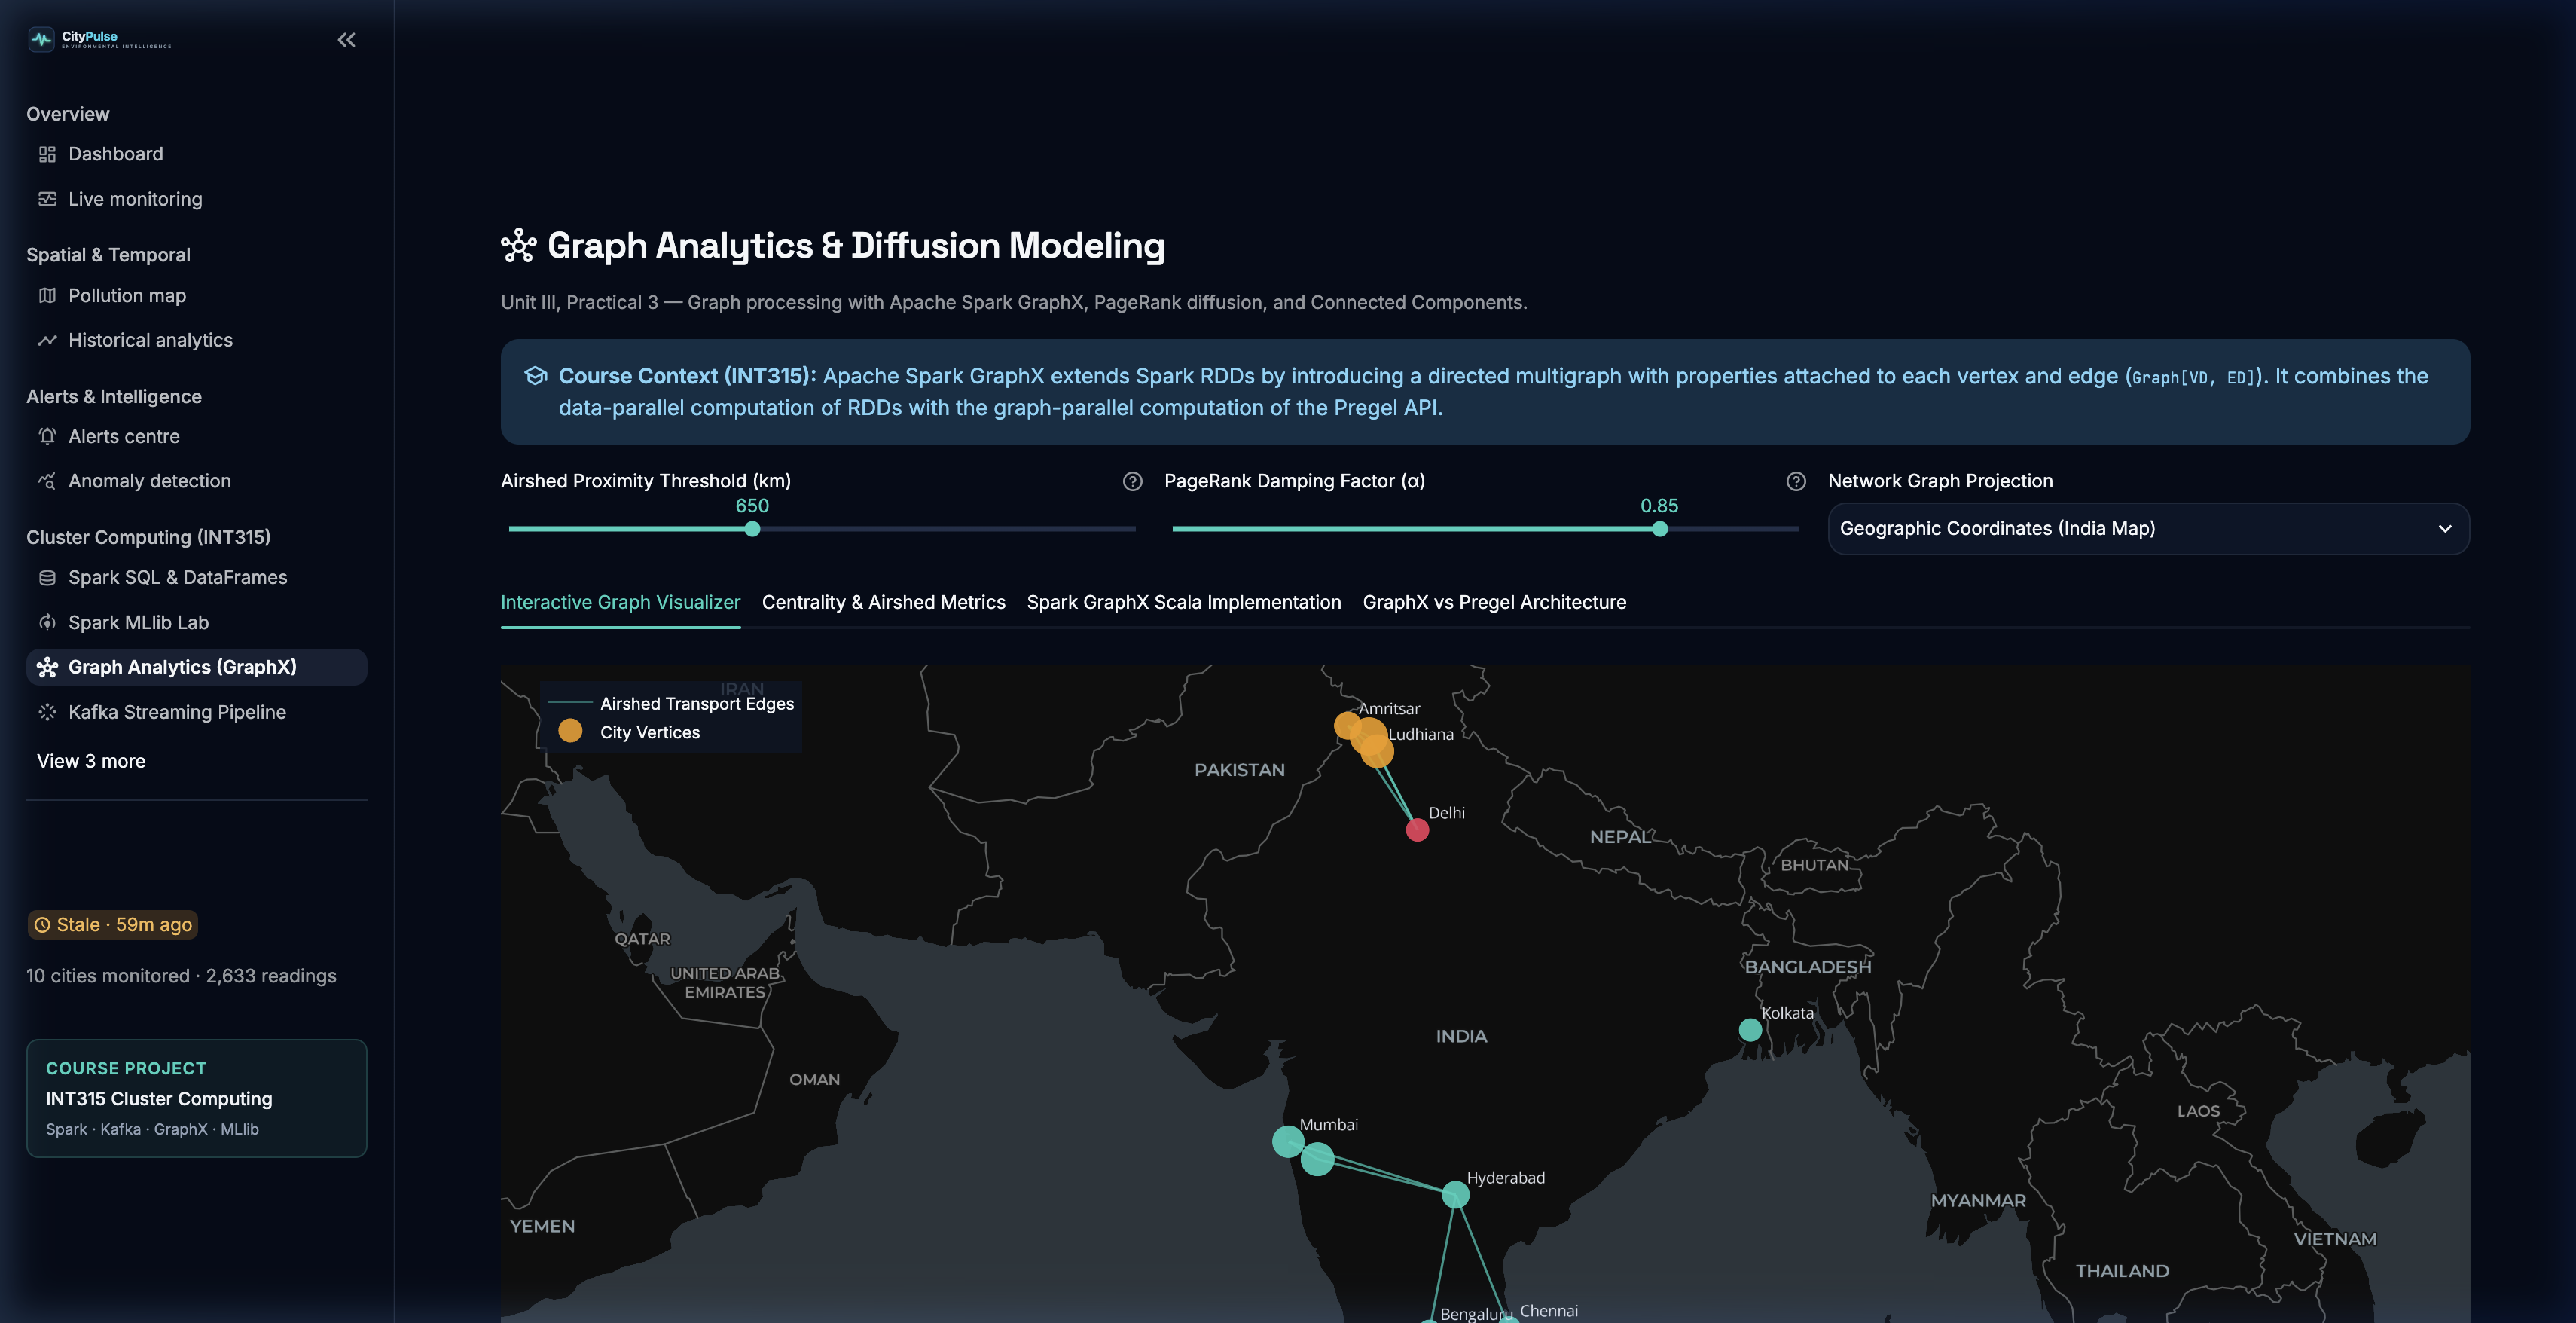 CityPulse
ENVIRONMENTAL INTELLIGENCE
Overview
Dashboard
Live monitoring
Spatial & Temporal
Pollution map
Historical analytics
Alerts & Intelligence
Alerts centre
Anomaly detection
Cluster Computing (INT315)
Spark SQL & DataFrames
Spark MLlib Lab
Graph Analytics (GraphX)
Kafka Streaming Pipeline
View 3 more
Stale · 59m ago
10 cities monitored · 2,633 readings
COURSE PROJECT
INT315 Cluster Computing
Spark · Kafka · GraphX · MLlib
Graph Analytics & Diffusion Modeling
Unit III, Practical 3 — Graph processing with Apache Spark GraphX, PageRank diffusion, and Connected Components.
Course Context (INT315): Apache Spark GraphX extends Spark RDDs by introducing a directed multigraph with properties attached to each vertex and edge (Graph[VD, ED]). It combines the
data-parallel computation of RDDs with the graph-parallel computation of the Pregel API.
Airshed Proximity Threshold (km)
650
PageRank Damping Factor (α)
0.85
Network Graph Projection
Geographic Coordinates (India Map)
Interactive Graph Visualizer
Centrality & Airshed Metrics
Spark GraphX Scala Implementation
GraphX vs Pregel Architecture
IRAN
Airshed Transport Edges
City Vertices
Amritsar
Ludhiana
PAKISTAN
Delhi
NEPAL
BHUTAN
QATAR
UNITED ARAB
EMIRATES
BANGLADESH
Kolkata
INDIA
OMAN
LAOS
Mumbai
Hyderabad
MYANMAR
YEMEN
VIETNAM
THAILAND
Bengaluru
Chennai